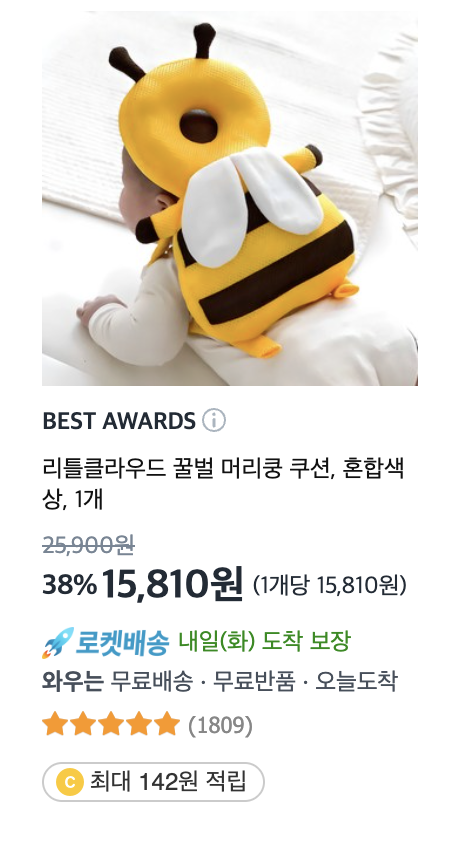 BEST AWARDS
리틀클라우드 꿀벌 머리쿵 쿠션, 혼합색
상, 1개
25,900원
38% 15,810원 (1개당 15,810원)
로켓배송 내일(화) 도착 보장
와우는 무료배송 · 무료반품 · 오늘도착
(1809)
C 최대 142원 적립